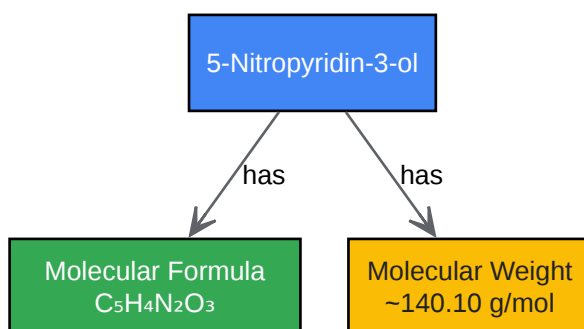 5-Nitropyridin-3-ol
has
has
Molecular Formula
C₅H₄N₂O₃
Molecular Weight
~140.10 g/mol